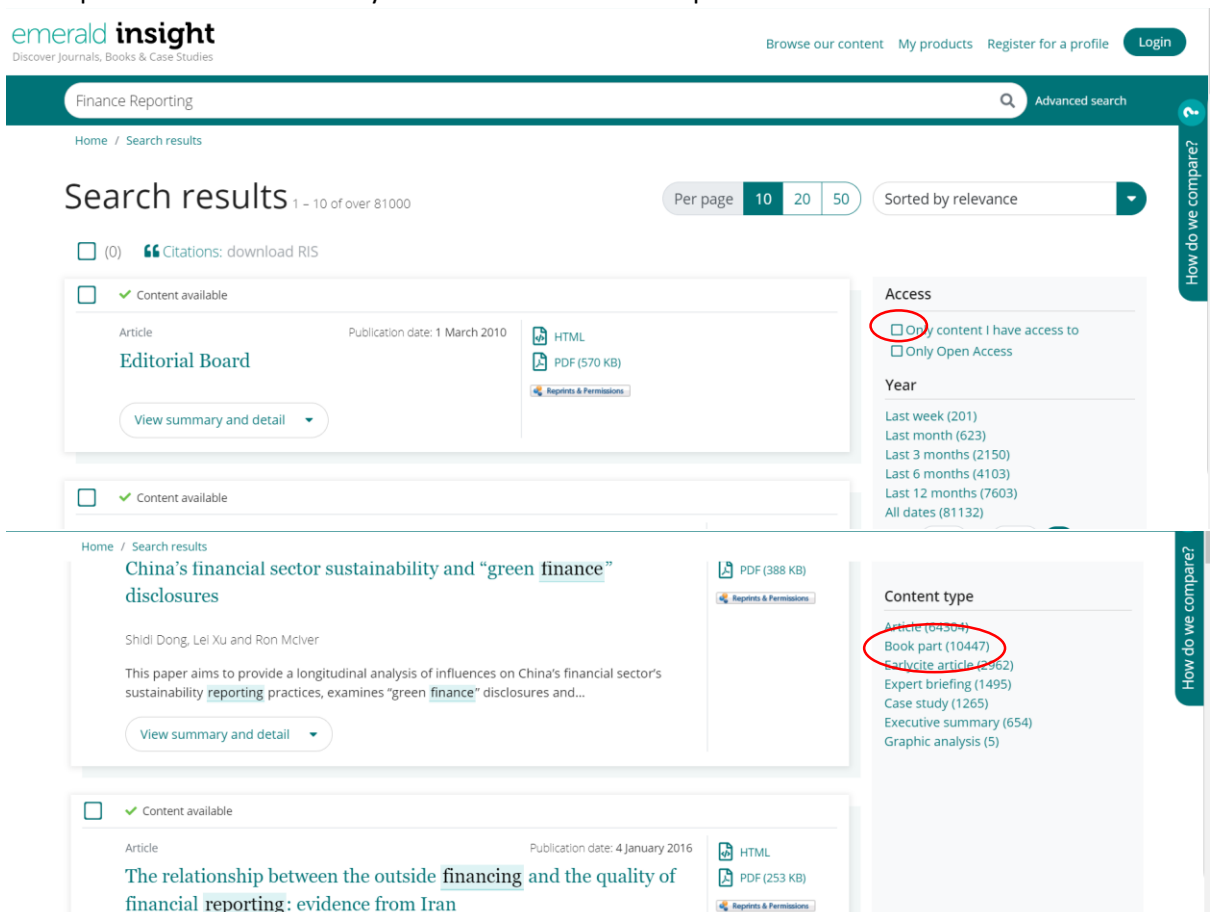 emerald insight
Discover Journals, Books & Case Studies
Browse our content My products Register for a profile Login
Finance Reporting
Advanced search
?
How do we compare?
Home / Search results
Search results 1 – 10 of over 81000
Per page 10 20 50
Sorted by relevance
(0) Citations: download RIS
Content available
Article
Publication date: 1 March 2010
Editorial Board
View summary and detail
HTML
PDF (570 KB)
Reprints & Permissions
Content available
Access
Only content I have access to
Only Open Access
Year
Last week (201)
Last month (623)
Last 3 months (2150)
Last 6 months (4103)
Last 12 months (7603)
All dates (81132)
Home / Search results
China’s financial sector sustainability and “green finance”
disclosures
Shidi Dong, Lei Xu and Ron McIver
This paper aims to provide a longitudinal analysis of influences on China’s financial sector’s
sustainability reporting practices, examines “green finance” disclosures and...
View summary and detail
PDF (388 KB)
Reprints & Permissions
Content available
Article
Publication date: 4 January 2016
The relationship between the outside financing and the quality of
financial reporting: evidence from Iran
HTML
PDF (253 KB)
Reprints & Permissions
Content type
Article (64304)
Book part (10447)
Earlycite article (2962)
Expert briefing (1495)
Case study (1265)
Executive summary (654)
Graphic analysis (5)
How do we compare?